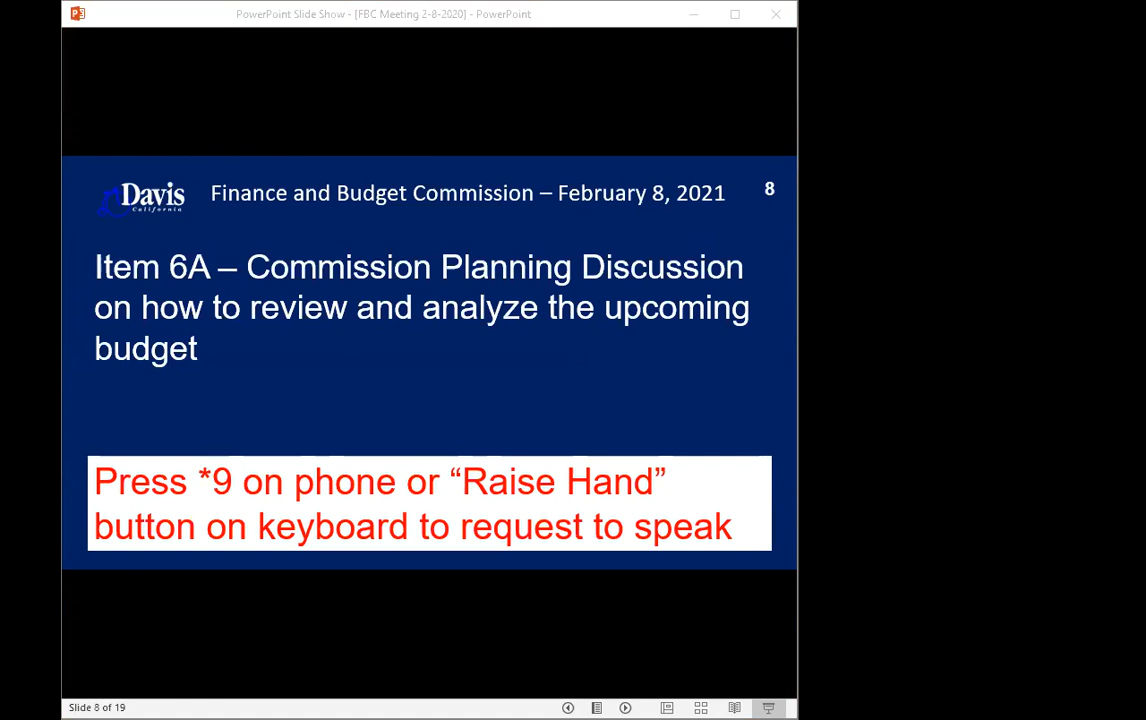 PowerPoint Slide Show - [FBC Meeting 2-8-2020] - PowerPoint
Davis
California
Finance and Budget Commission – February 8, 2021
8
Item 6A – Commission Planning Discussion
on how to review and analyze the upcoming
budget
Press *9 on phone or “Raise Hand”
button on keyboard to request to speak
Slide 8 of 19